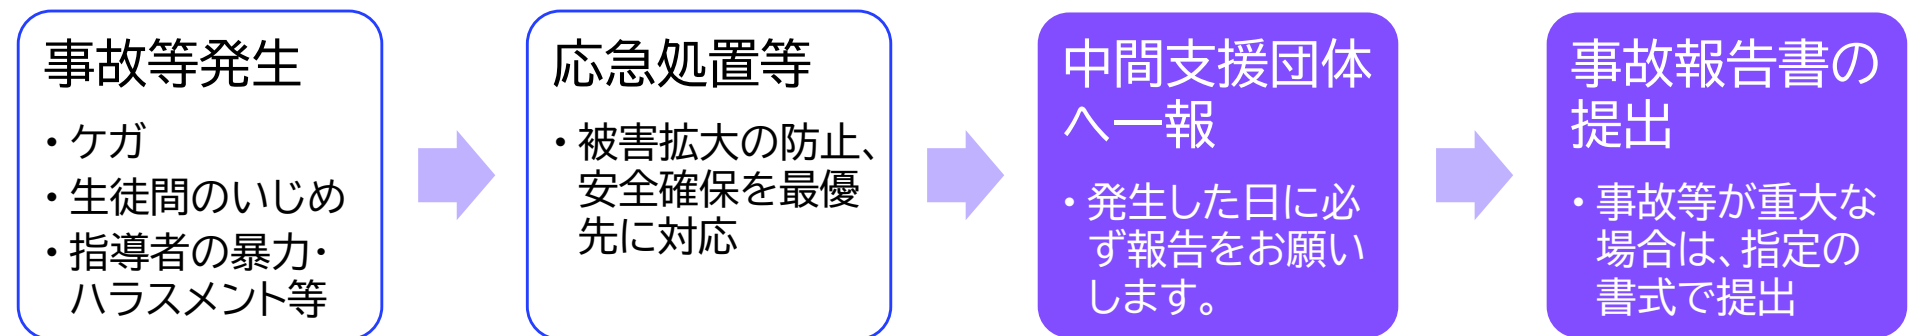 事故等発生
・ケガ
・生徒間のいじめ
・指導者の暴力・
ハラスメント等
応急処置等
・被害拡大の防止、
安全確保を最優
先に対応
中間支援団体
へ一報
・発生した日に必
ず報告をお願い
します。
事故報告書の
提出
・事故等が重大な
場合は、指定の
書式で提出